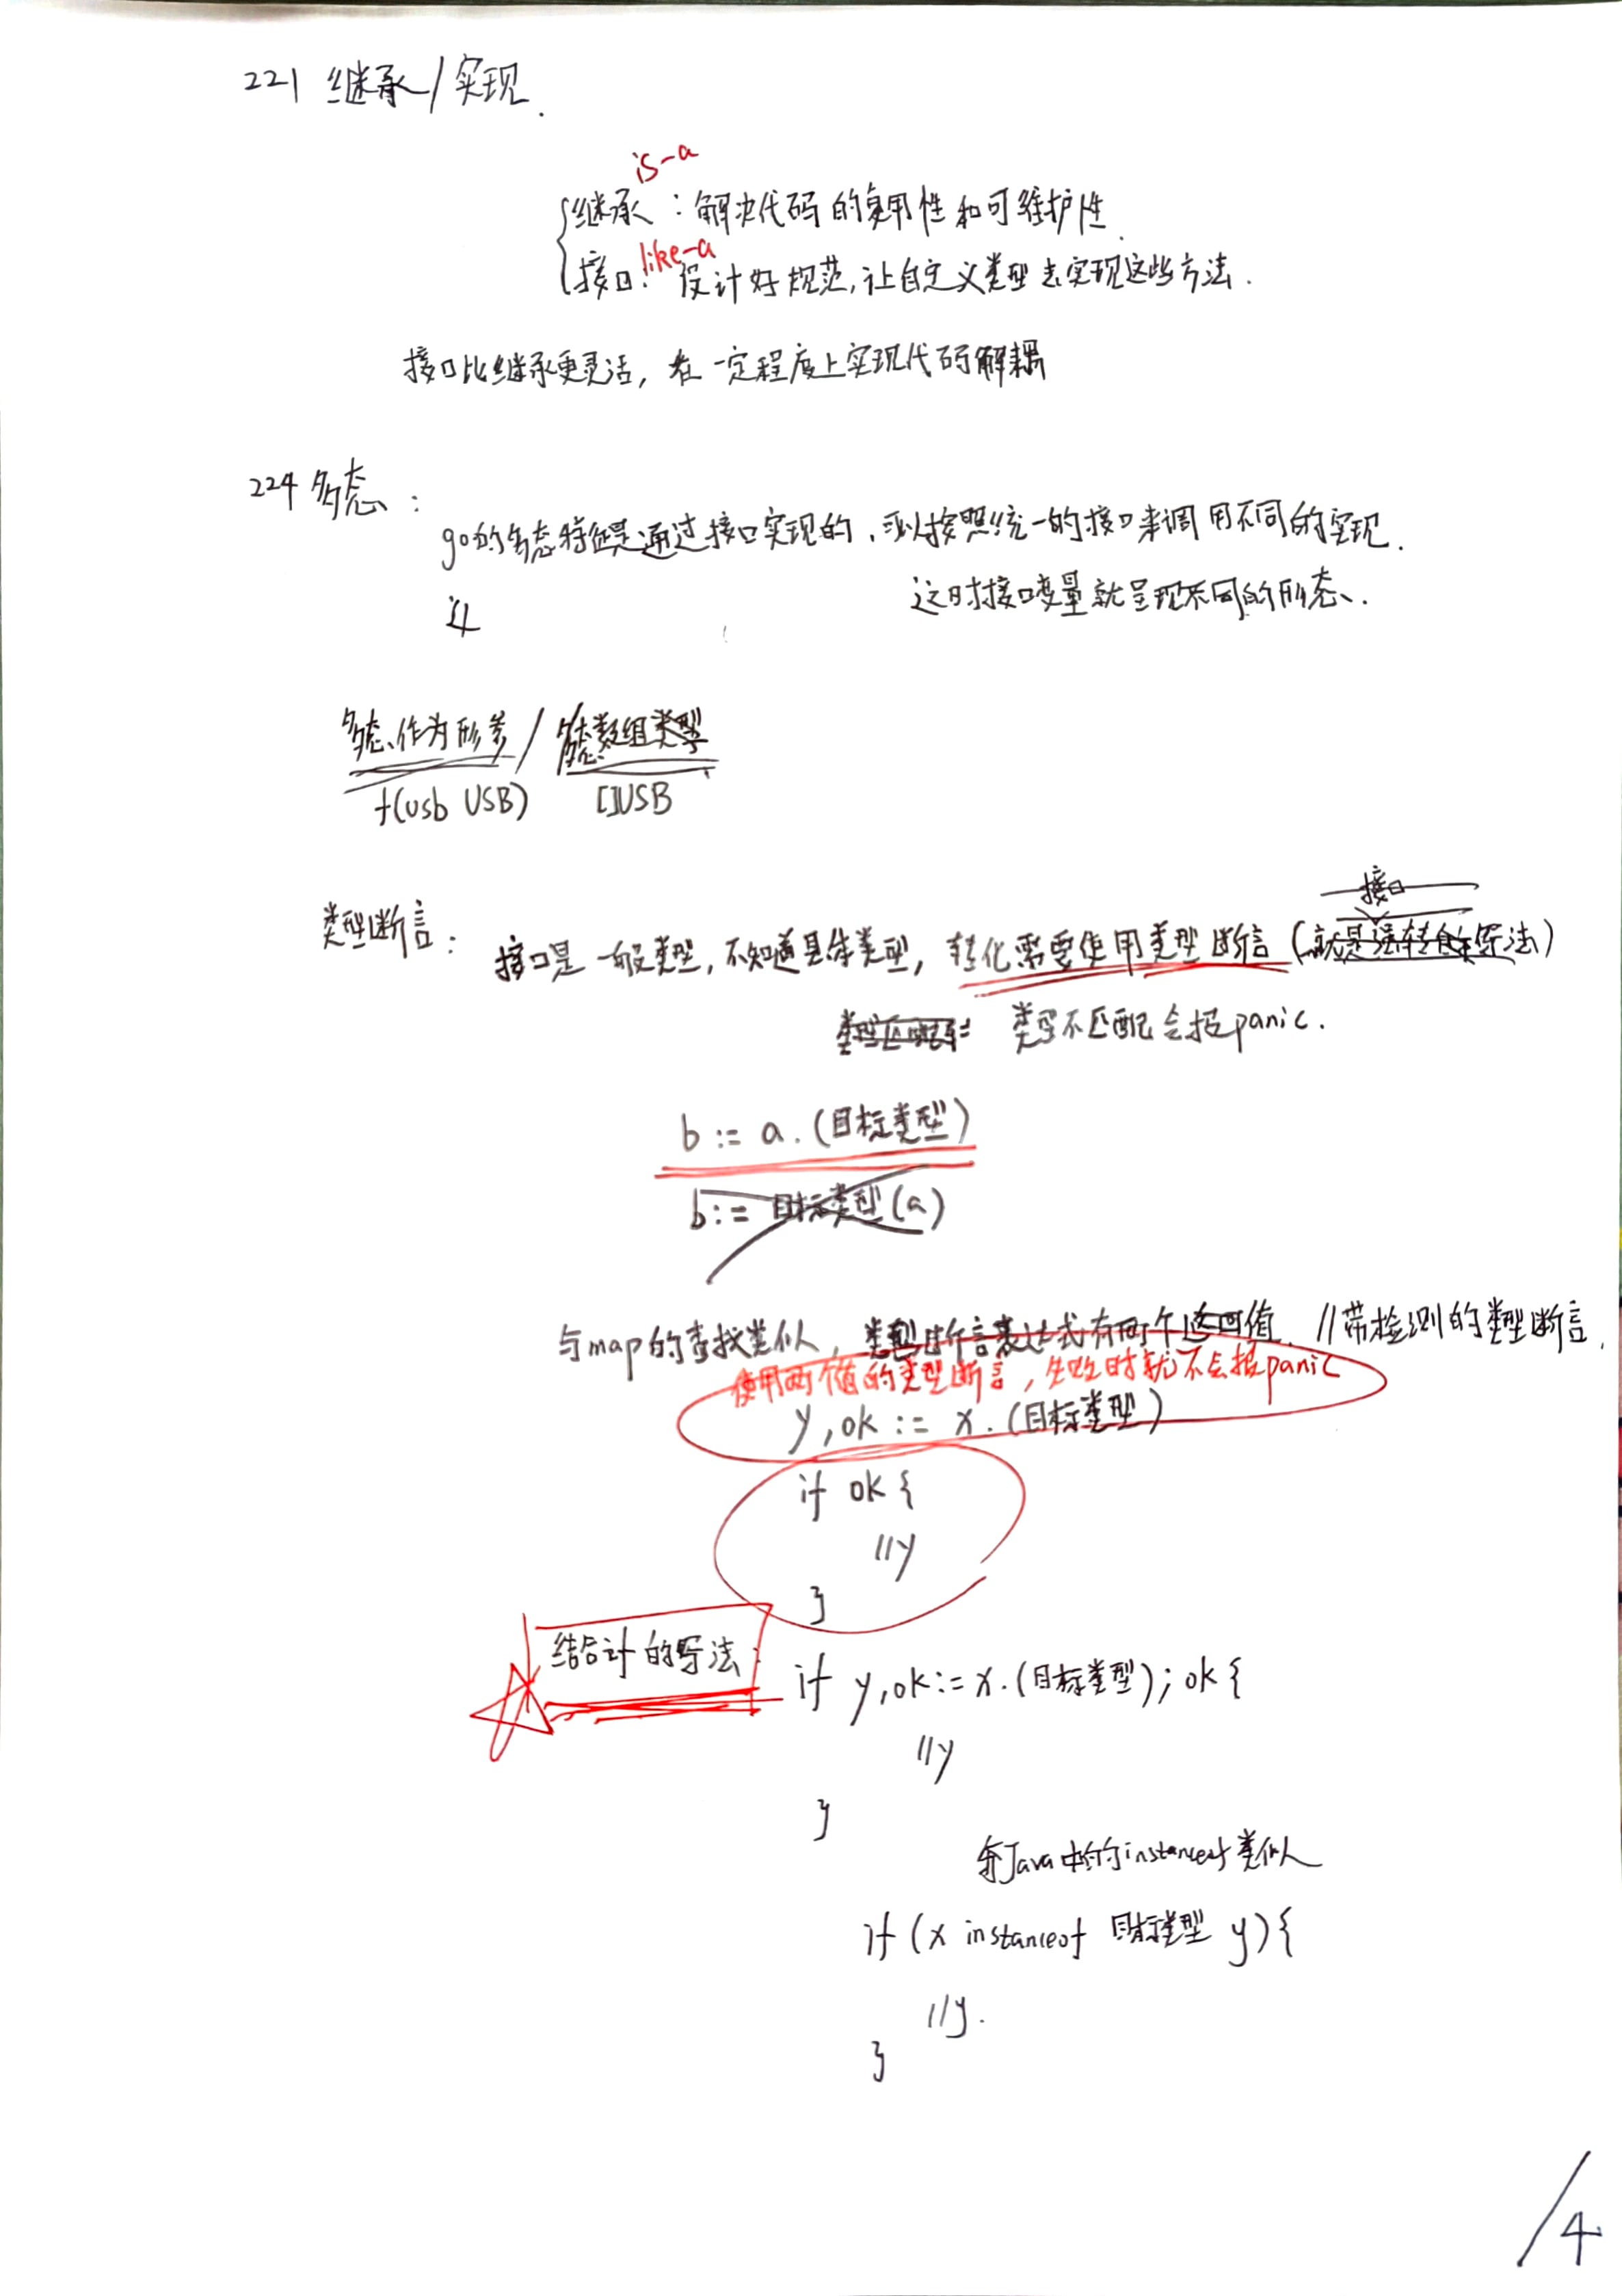 221 继承/实现.
is-a
继承：解决代码的复用性和可维护性.
like-a
接口：设计好规范,让自定义类型去实现这些方法.
接口比继承更灵活, 在一定程度上实现代码解耦
224 多态：
go的多态特征是通过接口实现的,可以按照统一的接口来调用不同的实现.
这时接口变量就呈现不同的形态.
多态作为形参 / 多态数组类型
f(usb USB) []USB
接口
类型断言： 接口是一般类型,不知道具体类型, 转化需要使用类型断言 (就是强转的写法)
类型不匹配会报panic.
b := a.(目标类型)
b := 目标类型(a)
与map的查找类似, 类型断言表达式有两个返回值. //带检测的类型断言.
使用两个值的类型断言,失败时就不会报panic
y,ok := x.(目标类型)
if ok {
//y
}
结合if的写法： if y,ok := x.(目标类型); ok {
//y
}
和Java中的instanceof类似
if (x instanceof 目标类型 y) {
//y.
}
/4